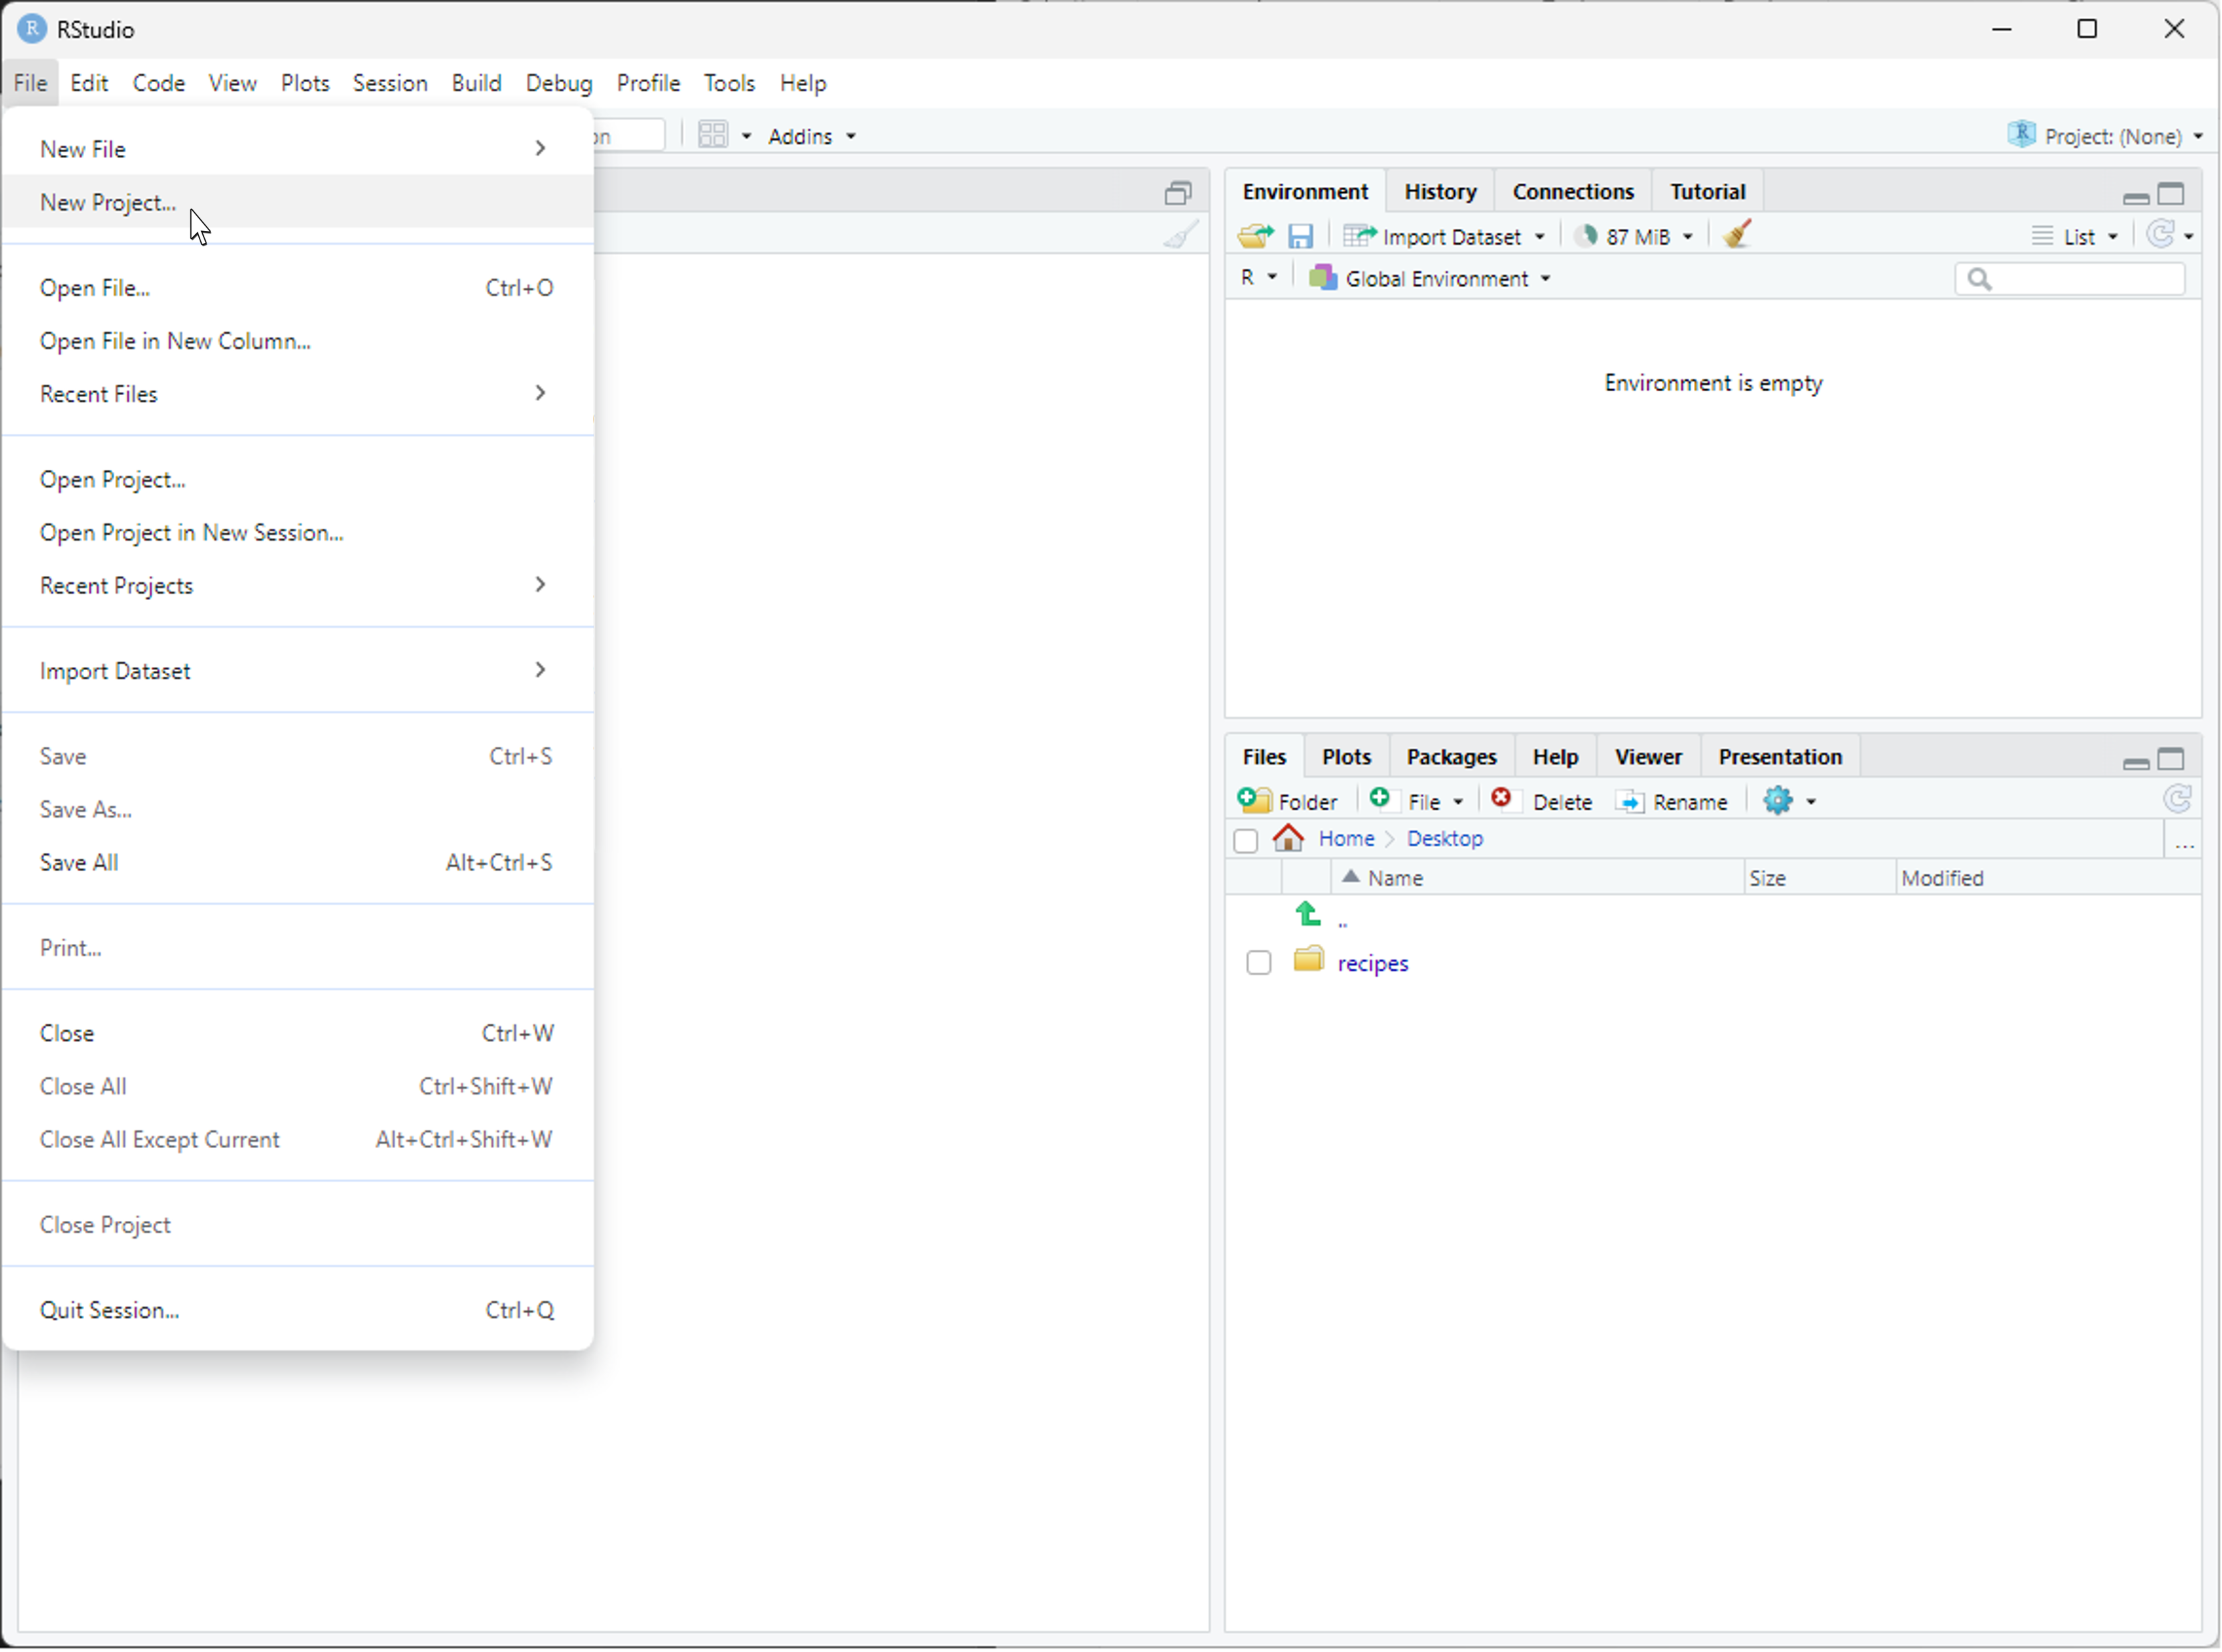 R RStudio
File Edit Code View Plots Session Build Debug Profile Tools Help
on Addins R Project: (None)
New File
New Project...
Open File... Ctrl+O
Open File in New Column...
Recent Files
Open Project...
Open Project in New Session...
Recent Projects
Import Dataset
Save Ctrl+S
Save As...
Save All Alt+Ctrl+S
Print...
Close Ctrl+W
Close All Ctrl+Shift+W
Close All Except Current Alt+Ctrl+Shift+W
Close Project
Quit Session... Ctrl+Q
Environment History Connections Tutorial
Import Dataset 87 MiB List
R Global Environment
Environment is empty
Files Plots Packages Help Viewer Presentation
Folder File Delete Rename
Home Desktop ...
Name Size Modified
..
recipes